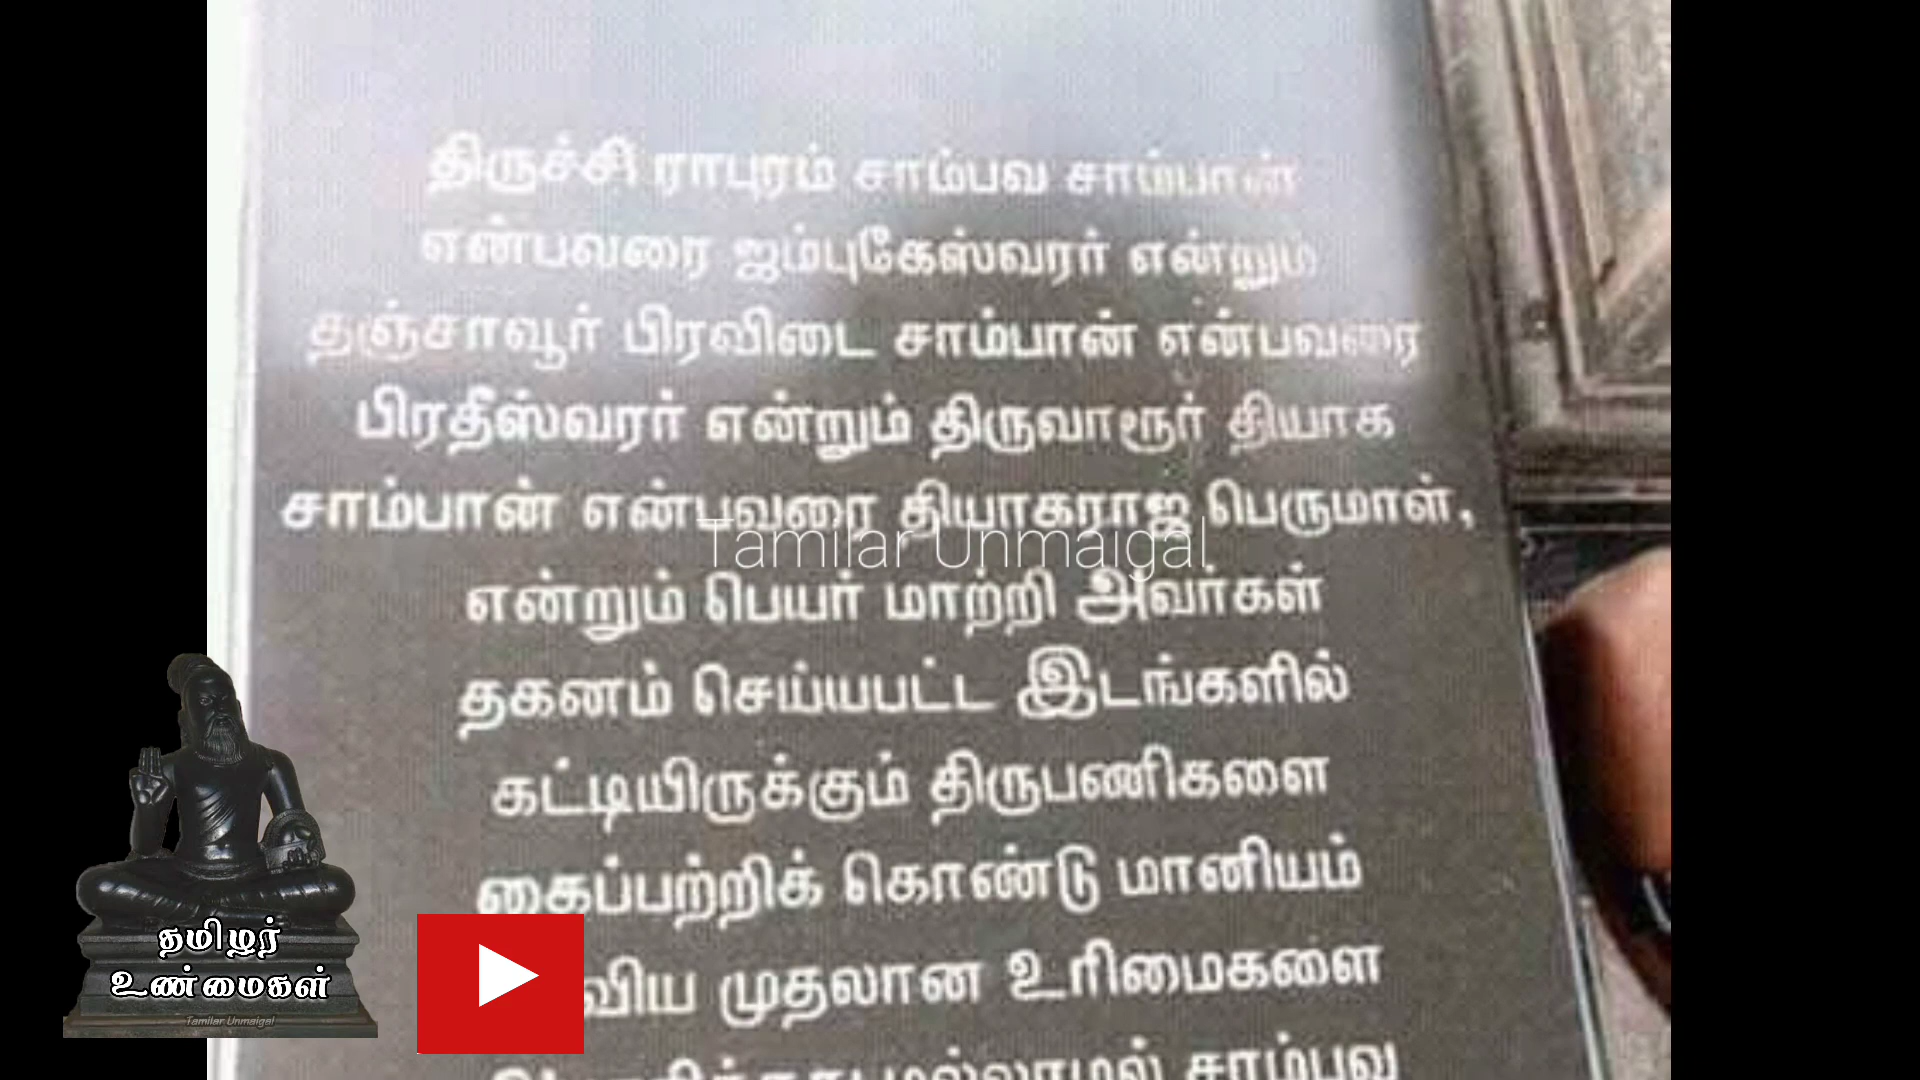 திருச்சி ராபுரம் சாம்பவ சாம்பான்
என்பவரை ஜம்புகேஸ்வரர் என்றும்
தஞ்சாவூர் பிரவிடை சாம்பான் என்பவரை
பிரதீஸ்வரர் என்றும் திருவாரூர் தியாக
சாம்பான் என்பவரை தியாகராஜ பெருமாள்,
Tamilar Unmaigal
என்றும் பெயர் மாற்றி அவர்கள்
தகனம் செய்யபட்ட இடங்களில்
கட்டியிருக்கும் திருபணிகளை
கைப்பற்றிக் கொண்டு மானியம்
முதலான உரிமைகளை
சாம்பவ
தமிழர்
உண்மைகள்
Tamilar Unmaigal